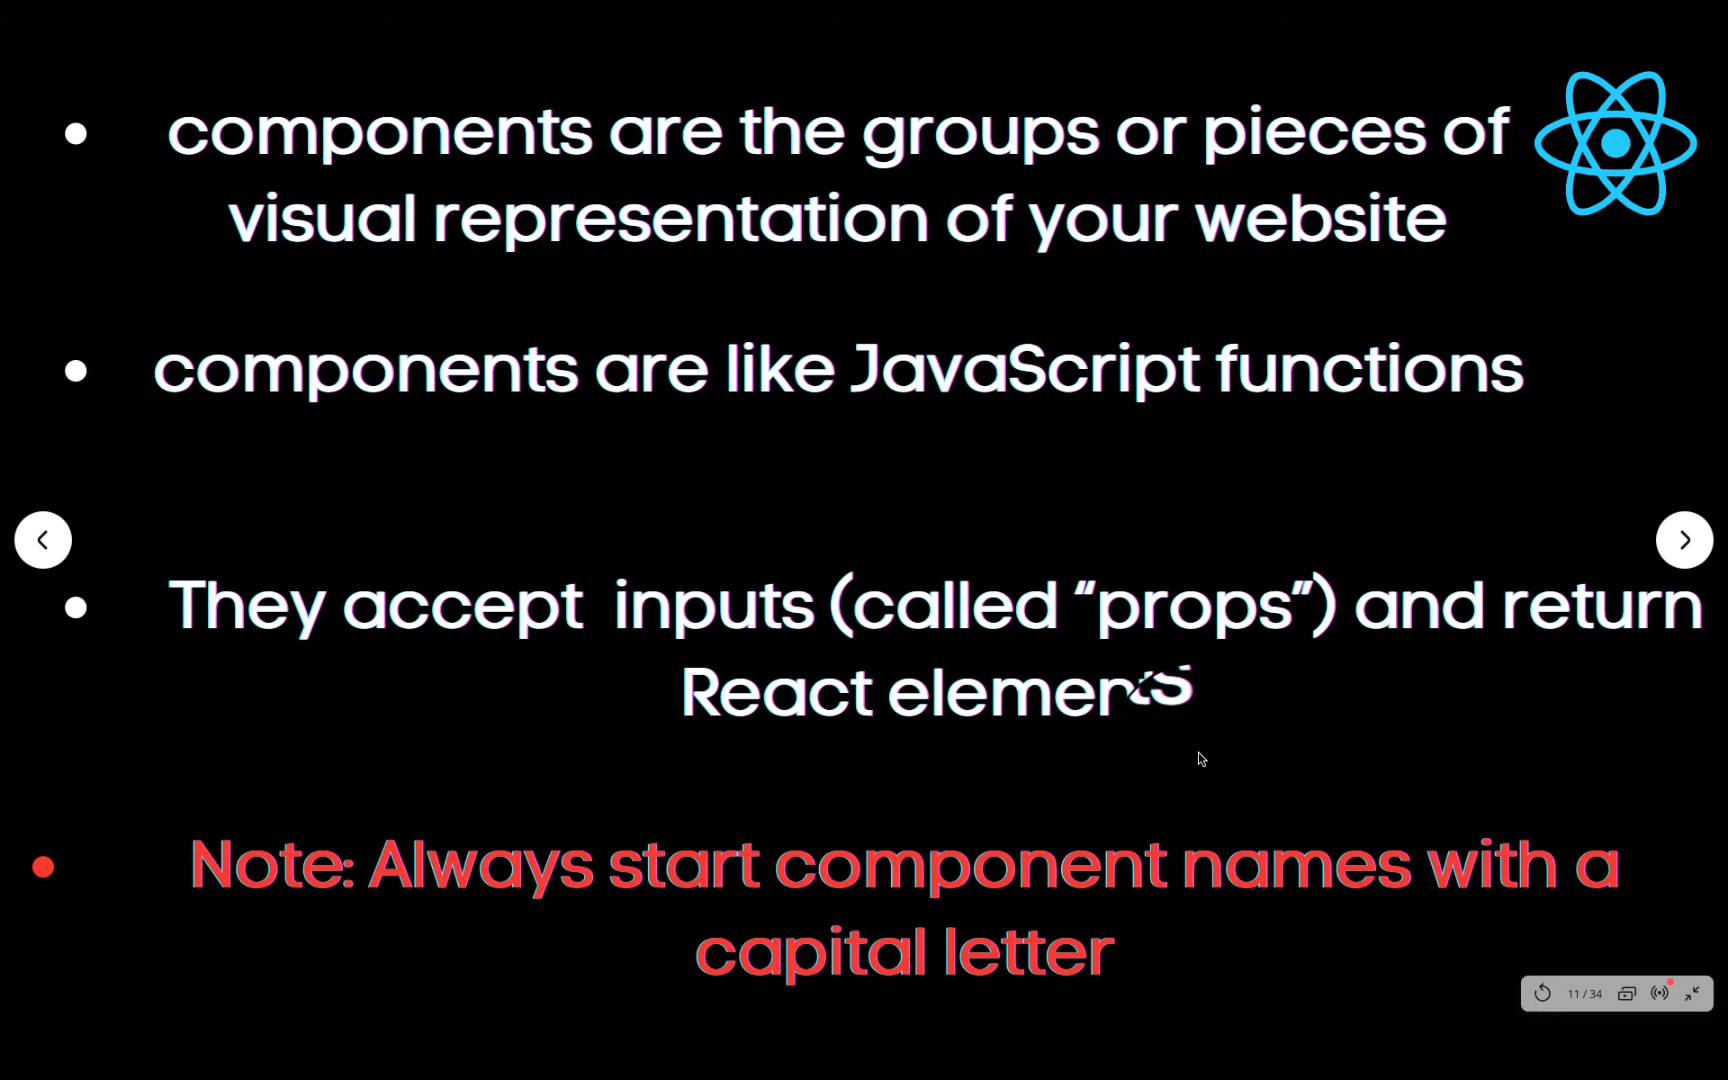 • components are the groups or pieces of
visual representation of your website
• components are like JavaScript functions
• They accept  inputs (called “props”) and return
React elements
• Note: Always start component names with a
capital letter
11 / 34